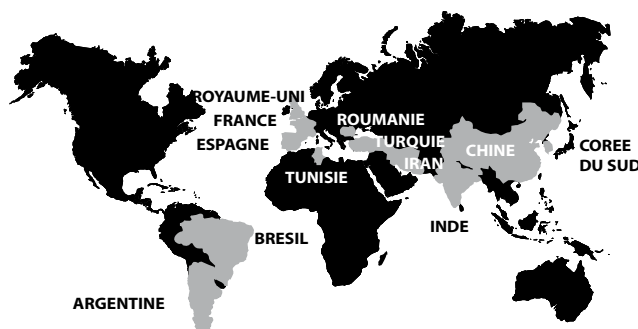 ROYAUME-UNI
FRANCE
ROUMANIE
ESPAGNE
TURQUIE
IRAN
CHINE
COREE
DU SUD
TUNISIE
INDE
BRESIL
ARGENTINE